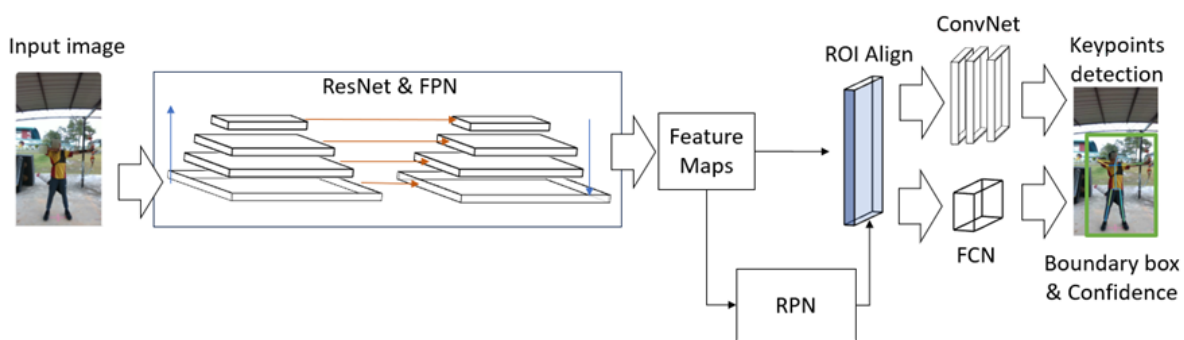 Input image
ResNet & FPN
Feature
Maps
RPN
ROI Align
ConvNet
FCN
Keypoints
detection
Boundary box
& Confidence